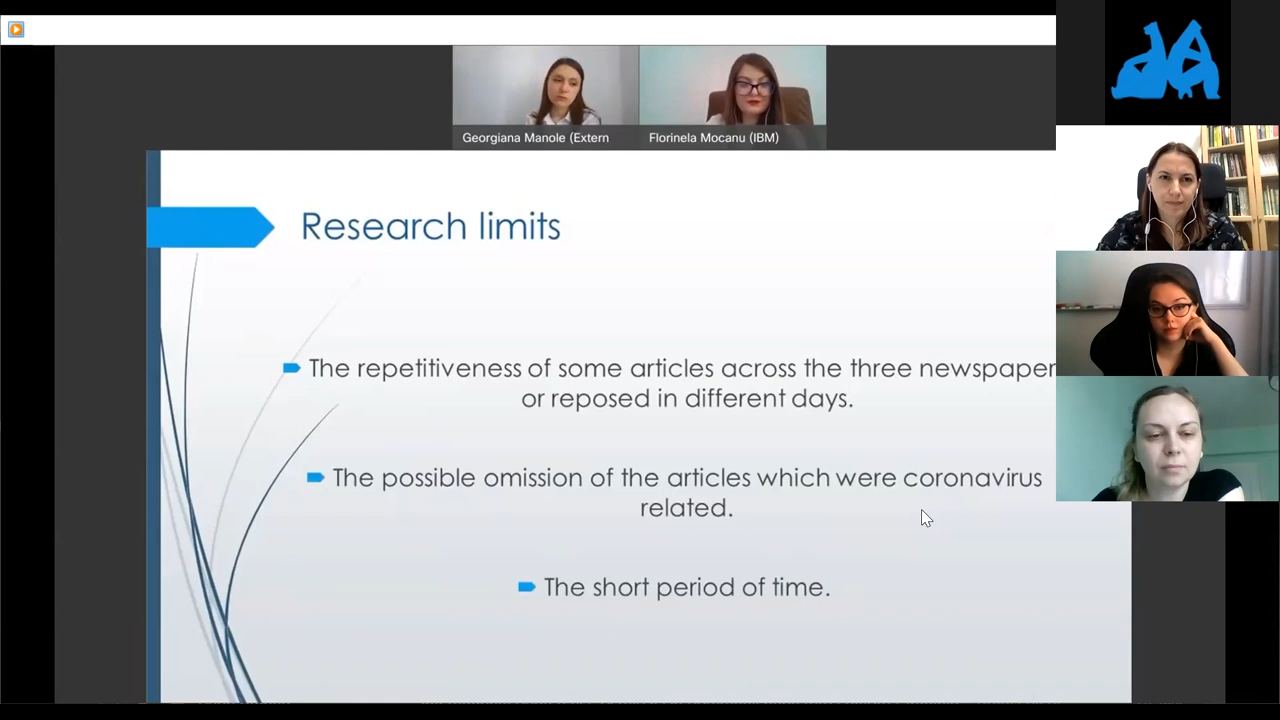 Georgiana Manole (Extern
Florinela Mocanu (IBM)
Research limits
The repetitiveness of some articles across the three newspaper
or reposed in different days.
The possible omission of the articles which were coronavirus
related.
The short period of time.